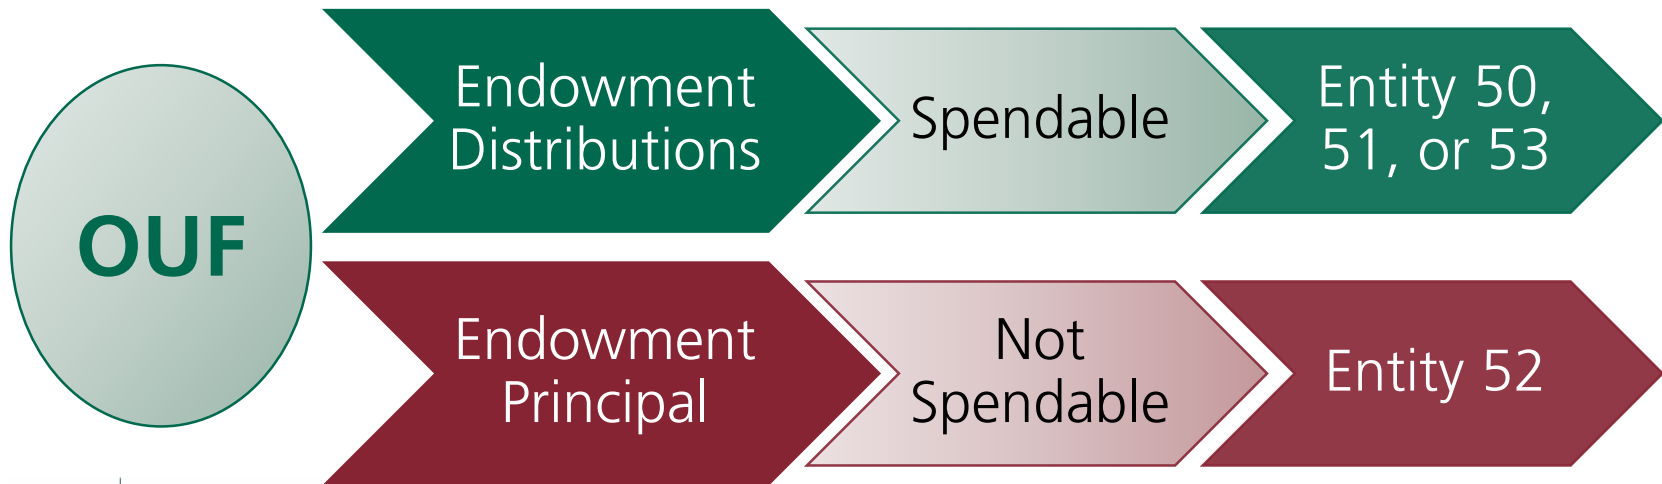 OUF
Endowment
Distributions
Spendable
Entity 50,
51, or 53
Endowment
Principal
Not
Spendable
Entity 52